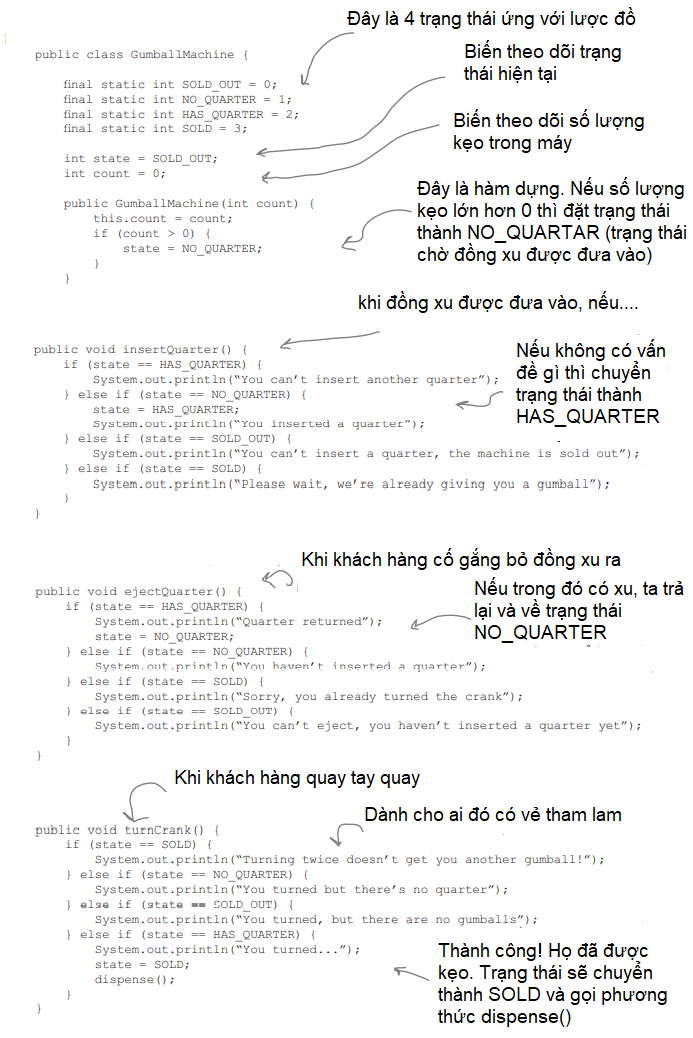 Đây là 4 trạng thái ứng với lược đồ
public class GumballMachine {
Biến theo dõi trạng
thái hiện tại
final static int SOLD_OUT = 0;
final static int NO_QUARTER = 1;
final static int HAS_QUARTER = 2;
final static int SOLD = 3;
Biến theo dõi số lượng
kẹo trong máy
int state = SOLD_OUT;
int count = 0;
Đây là hàm dựng. Nếu số lượng
kẹo lớn hơn 0 thì đặt trạng thái
thành NO_QUARTAR (trạng thái
chờ đồng xu được đưa vào)
public GumballMachine(int count) {
this.count = count;
if (count > 0) {
state = NO_QUARTER;
}
}
khi đồng xu được đưa vào, nếu....
public void insertQuarter() {
if (state == HAS_QUARTER) {
System.out.println(“You can’t insert another quarter”);
} else if (state == NO_QUARTER) {
state = HAS_QUARTER;
System.out.println(“You inserted a quarter”);
} else if (state == SOLD_OUT) {
System.out.println(“You can’t insert a quarter, the machine is sold out”);
} else if (state == SOLD) {
System.out.println(“Please wait, we’re already giving you a gumball”);
}
}
Nếu không có vấn
đề gì thì chuyển
trạng thái thành
HAS_QUARTER
Khi khách hàng cố gắng bỏ đồng xu ra
public void ejectQuarter() {
if (state == HAS_QUARTER) {
System.out.println(“Quarter returned”);
state = NO_QUARTER;
} else if (state == NO_QUARTER) {
System.out.println(“You haven’t inserted a quarter”);
} else if (state == SOLD) {
System.out.println(“Sorry, you already turned the crank”);
} else if (state == SOLD_OUT) {
System.out.println(“You can’t eject, you haven’t inserted a quarter yet”);
}
}
Nếu trong đó có xu, ta trả
lại và về trạng thái
NO_QUARTER
Khi khách hàng quay tay quay
Dành cho ai đó có vẻ tham lam
public void turnCrank() {
if (state == SOLD) {
System.out.println(“Turning twice doesn’t get you another gumball!”);
} else if (state == NO_QUARTER) {
System.out.println(“You turned but there’s no quarter”);
} else if (state == SOLD_OUT) {
System.out.println(“You turned, but there are no gumballs”);
} else if (state == HAS_QUARTER) {
System.out.println(“You turned...”);
state = SOLD;
dispense();
}
}
Thành công! Họ đã được
kẹo. Trạng thái sẽ chuyển
thành SOLD và gọi phương
thức dispense()